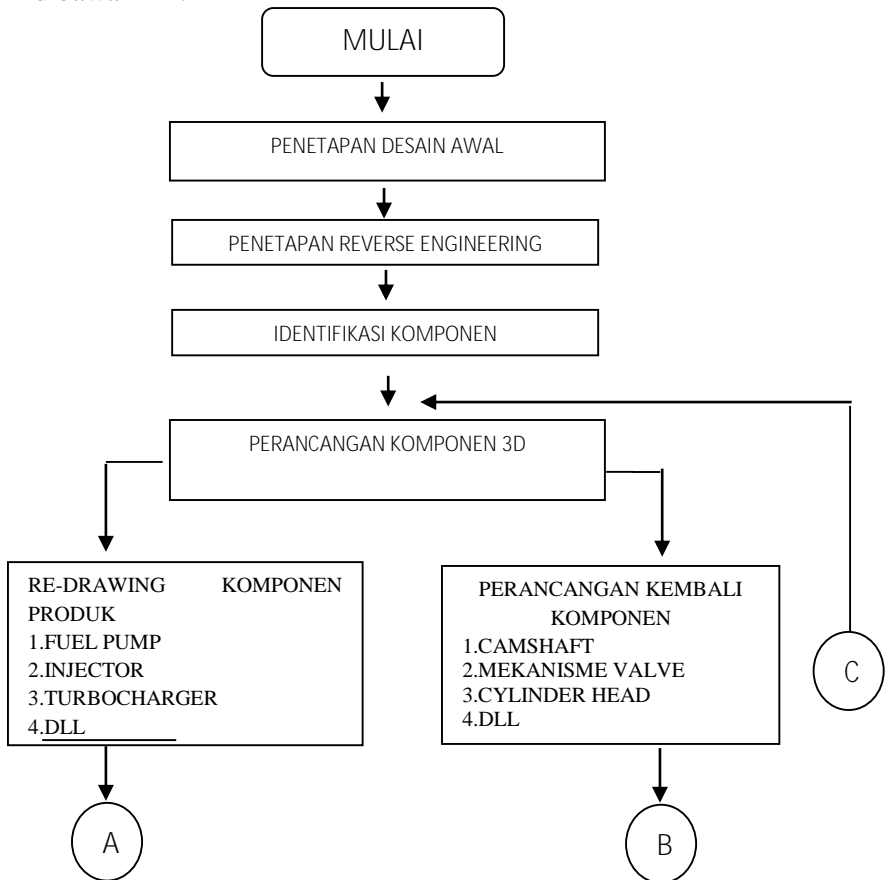 MULAI
PENETAPAN DESAIN AWAL
PENETAPAN REVERSE ENGINEERING
IDENTIFIKASI KOMPONEN
PERANCANGAN KOMPONEN 3D
RE-DRAWING KOMPONEN
PRODUK
1.FUEL PUMP
2.INJECTOR
3.TURBOCHARGER
4.DLL
PERANCANGAN KEMBALI
KOMPONEN
1.CAMSHAFT
2.MEKANISME VALVE
3.CYLINDER HEAD
4.DLL
C
A
B